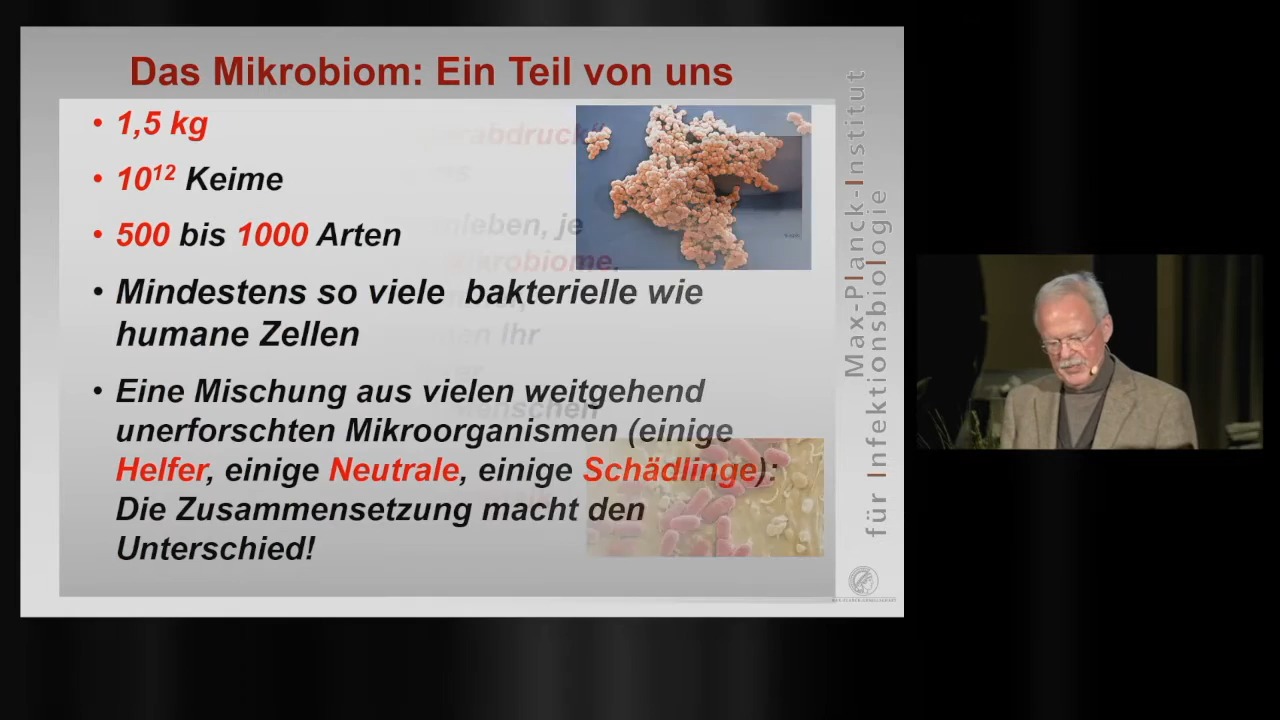 Das Mikrobiom: Ein Teil von uns
• 1,5 kg
• 10¹² Keime
• 500 bis 1000 Arten
• Mindestens so viele bakterielle wie
humane Zellen
• Eine Mischung aus vielen weitgehend
unerforschten Mikroorganismen (einige
Helfer, einige Neutrale, einige Schädlinge):
Die Zusammensetzung macht den
Unterschied!
Max-Planck-Institut
für Infektionsbiologie